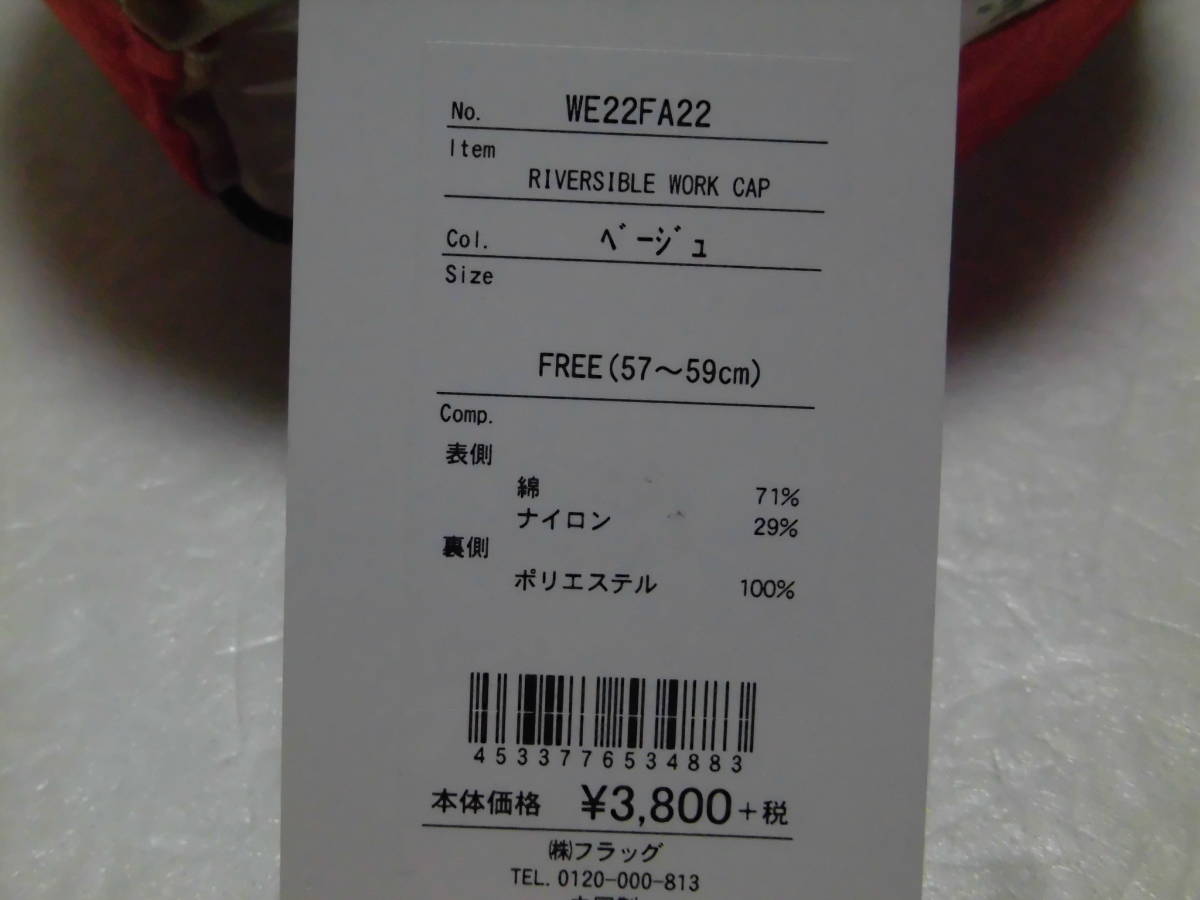 No. WE22FA22
Item
RIVERSIBLE WORK CAP
Col. ベージュ
Size
FREE(57～59cm)
Comp.
表側
綿 71%
ナイロン 29%
裏側
ポリエステル 100%
4533776534883
本体価格 ¥3,800+税
㈱フラッグ
TEL. 0120-000-813